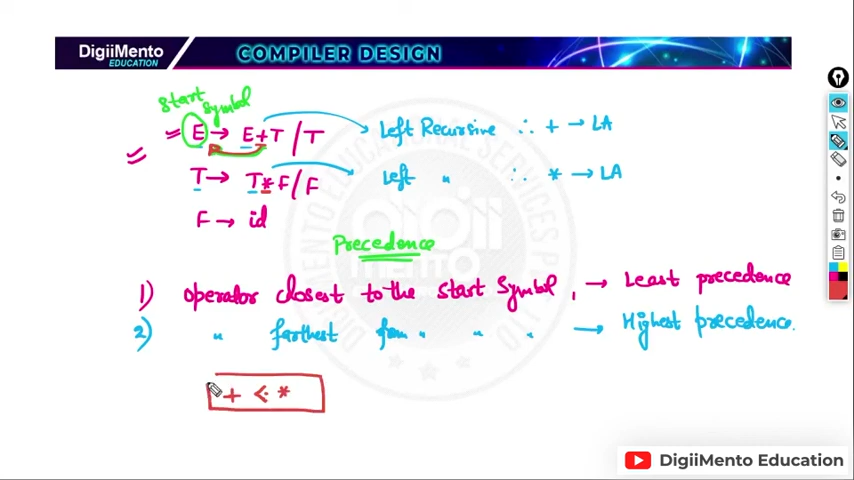 DigiiMento
EDUCATION
COMPILER DESIGN
Start Symbol
= E → E+T / T Left Recursive ∴ + → LA
=
T → T * F / F Left " ∴ * → LA
F → id
Precedence
1) operator closest to the start symbol, → Least precedence
2) " farthest from " " " → Highest precedence.
+ <· *
DigiiMento Education